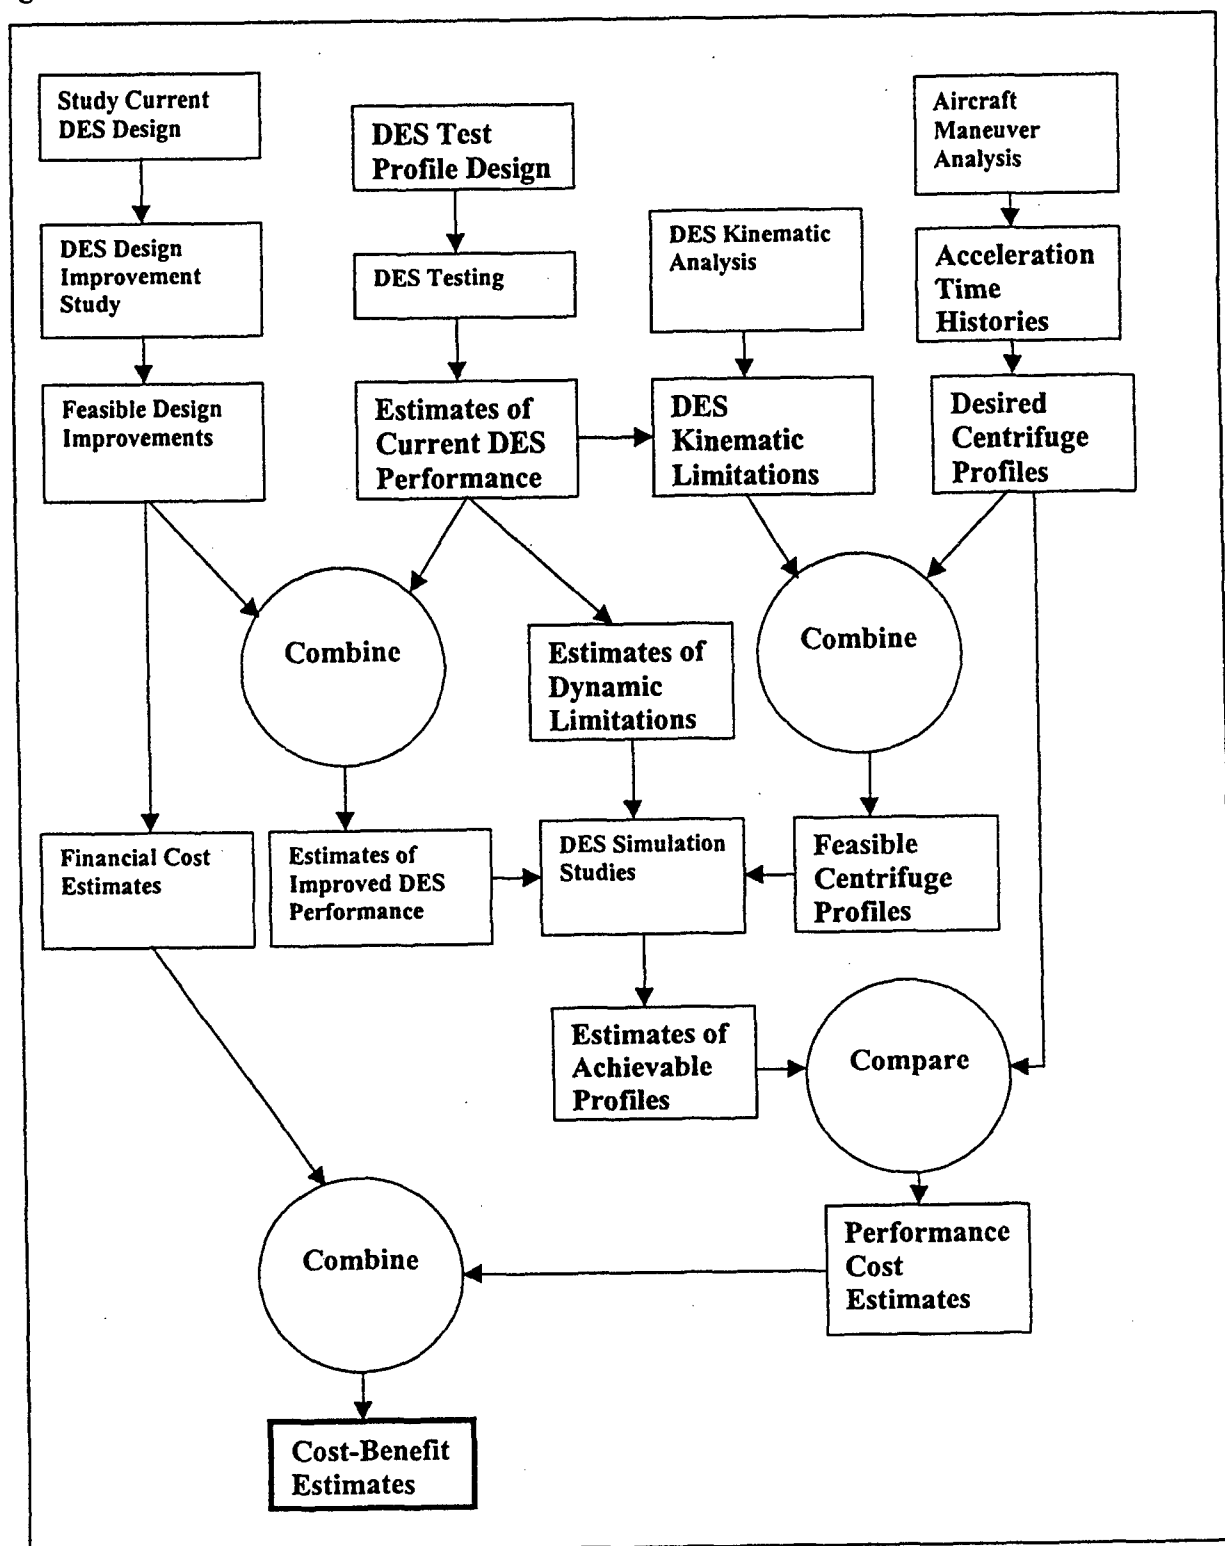 Study Current
DES Design
DES Test
Profile Design
Aircraft
Maneuver
Analysis
DES Design
Improvement
Study
DES Testing
DES Kinematic
Analysis
Acceleration
Time
Histories
Feasible Design
Improvements
Estimates of
Current DES
Performance
DES
Kinematic
Limitations
Desired
Centrifuge
Profiles
Combine
Estimates of
Dynamic
Limitations
Combine
Financial Cost
Estimates
Estimates of
Improved DES
Performance
DES Simulation
Studies
Feasible
Centrifuge
Profiles
Estimates of
Achievable
Profiles
Compare
Combine
Performance
Cost
Estimates
Cost-Benefit
Estimates